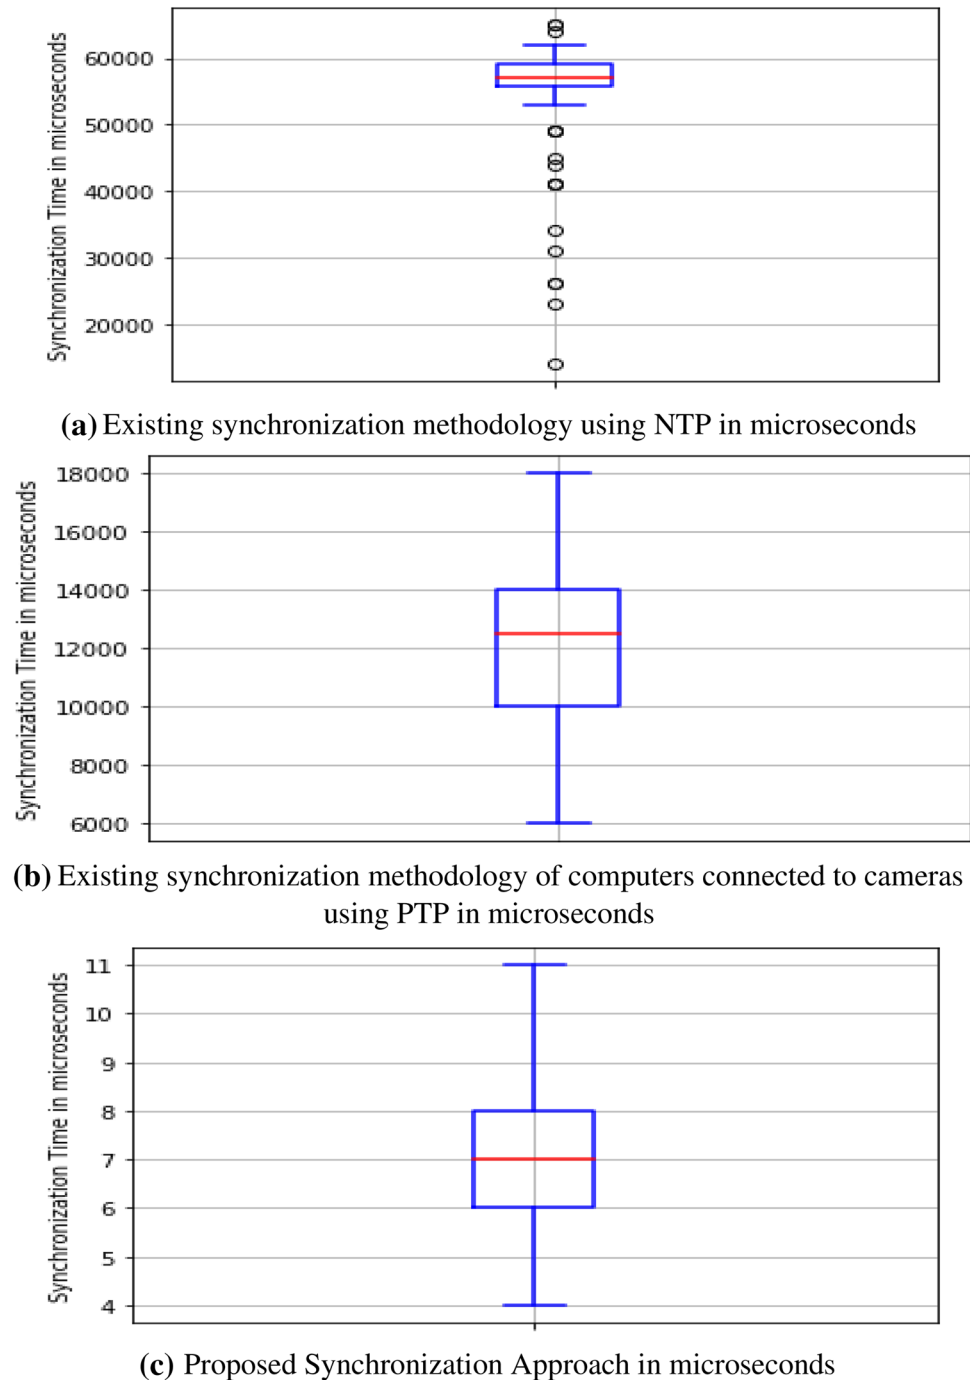 Synchronization Time in microseconds
60000
50000
40000
30000
20000
(a) Existing synchronization methodology using NTP in microseconds
Synchronization Time in microseconds
18000
16000
14000
12000
10000
8000
6000
(b) Existing synchronization methodology of computers connected to cameras
using PTP in microseconds
Synchronization Time in microseconds
11
10
9
8
7
6
5
4
(c) Proposed Synchronization Approach in microseconds